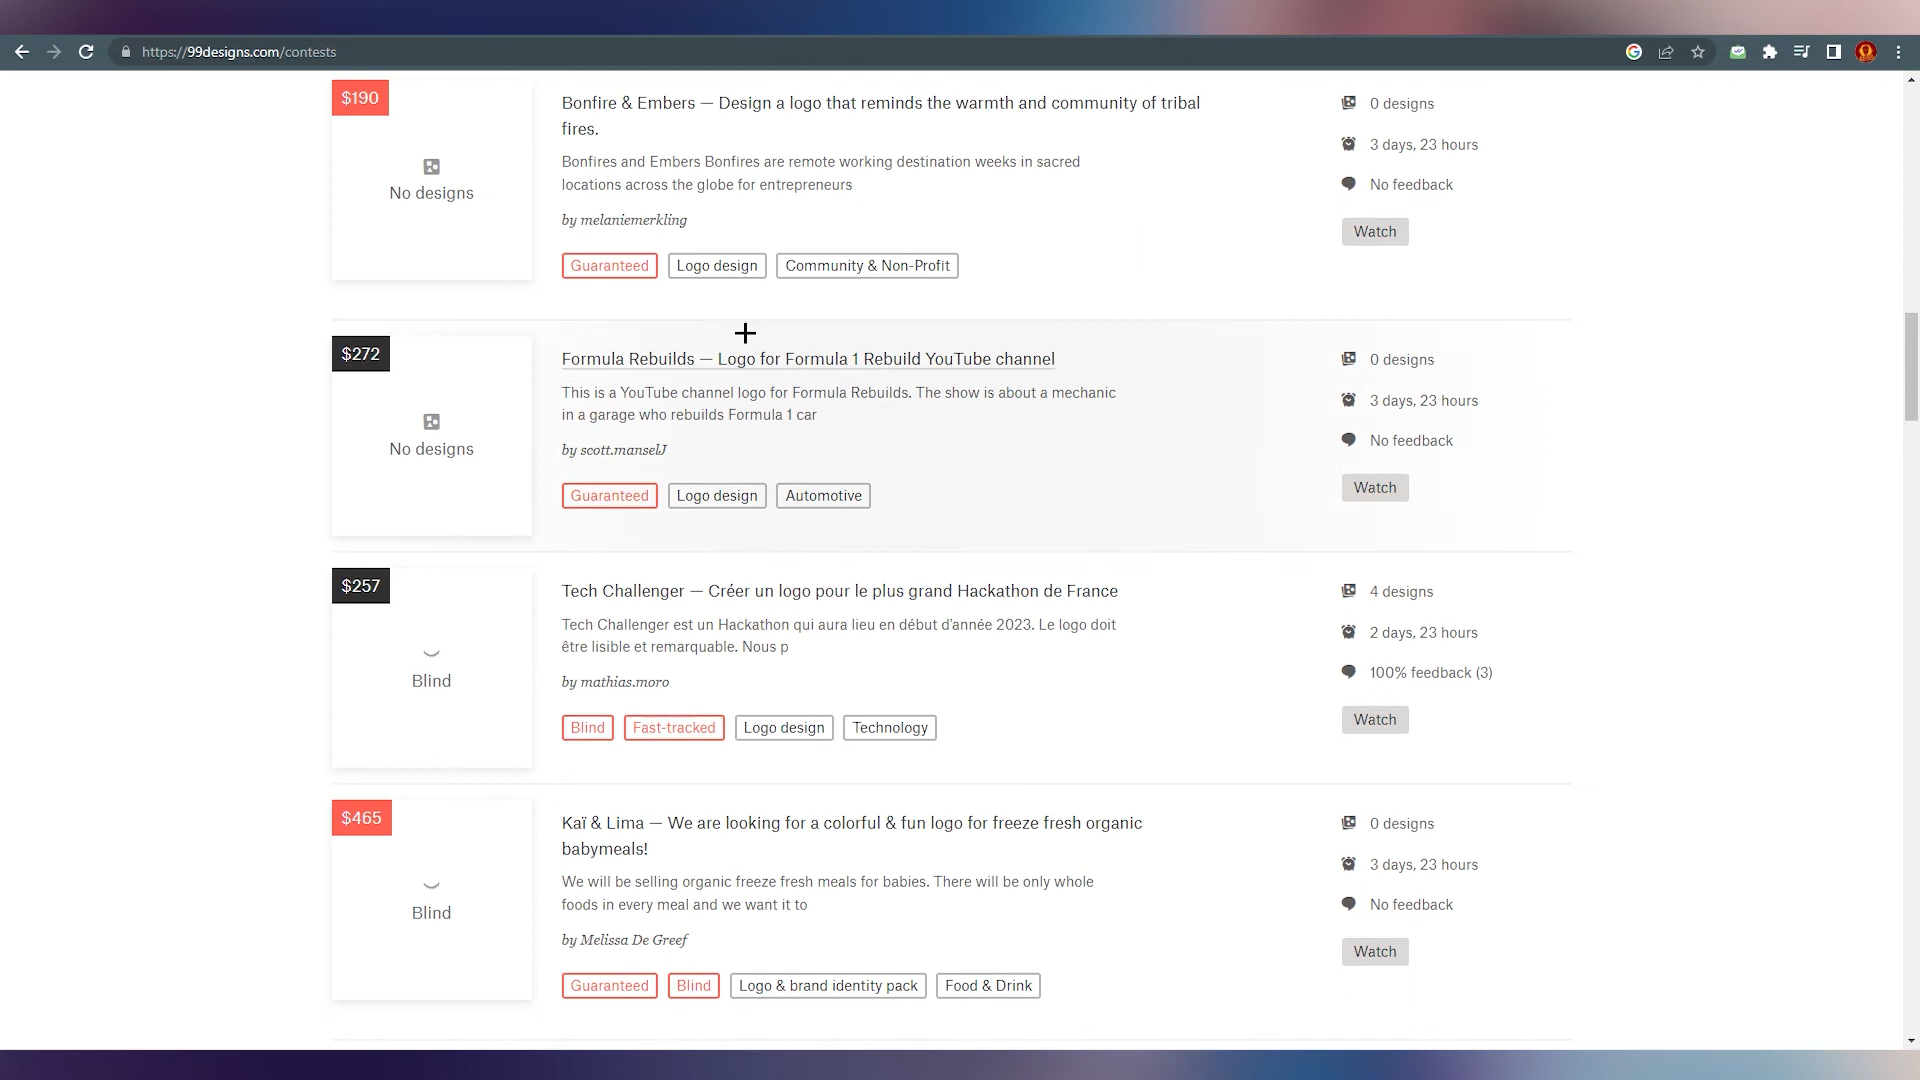 https://99designs.com/contests
$190
No designs
Bonfire & Embers — Design a logo that reminds the warmth and community of tribal
fires.
Bonfires and Embers Bonfires are remote working destination weeks in sacred
locations across the globe for entrepreneurs
by melaniemerkling
Guaranteed Logo design Community & Non-Profit
0 designs
3 days, 23 hours
No feedback
Watch
$272
No designs
Formula Rebuilds — Logo for Formula 1 Rebuild YouTube channel
This is a YouTube channel logo for Formula Rebuilds. The show is about a mechanic
in a garage who rebuilds Formula 1 car
by scott.manselJ
Guaranteed Logo design Automotive
0 designs
3 days, 23 hours
No feedback
Watch
$257
Blind
Tech Challenger — Créer un logo pour le plus grand Hackathon de France
Tech Challenger est un Hackathon qui aura lieu en début d'année 2023. Le logo doit
être lisible et remarquable. Nous p
by mathias.moro
Blind Fast-tracked Logo design Technology
4 designs
2 days, 23 hours
100% feedback (3)
Watch
$465
Blind
Kaï & Lima — We are looking for a colorful & fun logo for freeze fresh organic
babymeals!
We will be selling organic freeze fresh meals for babies. There will be only whole
foods in every meal and we want it to
by Melissa De Greef
Guaranteed Blind Logo & brand identity pack Food & Drink
0 designs
3 days, 23 hours
No feedback
Watch